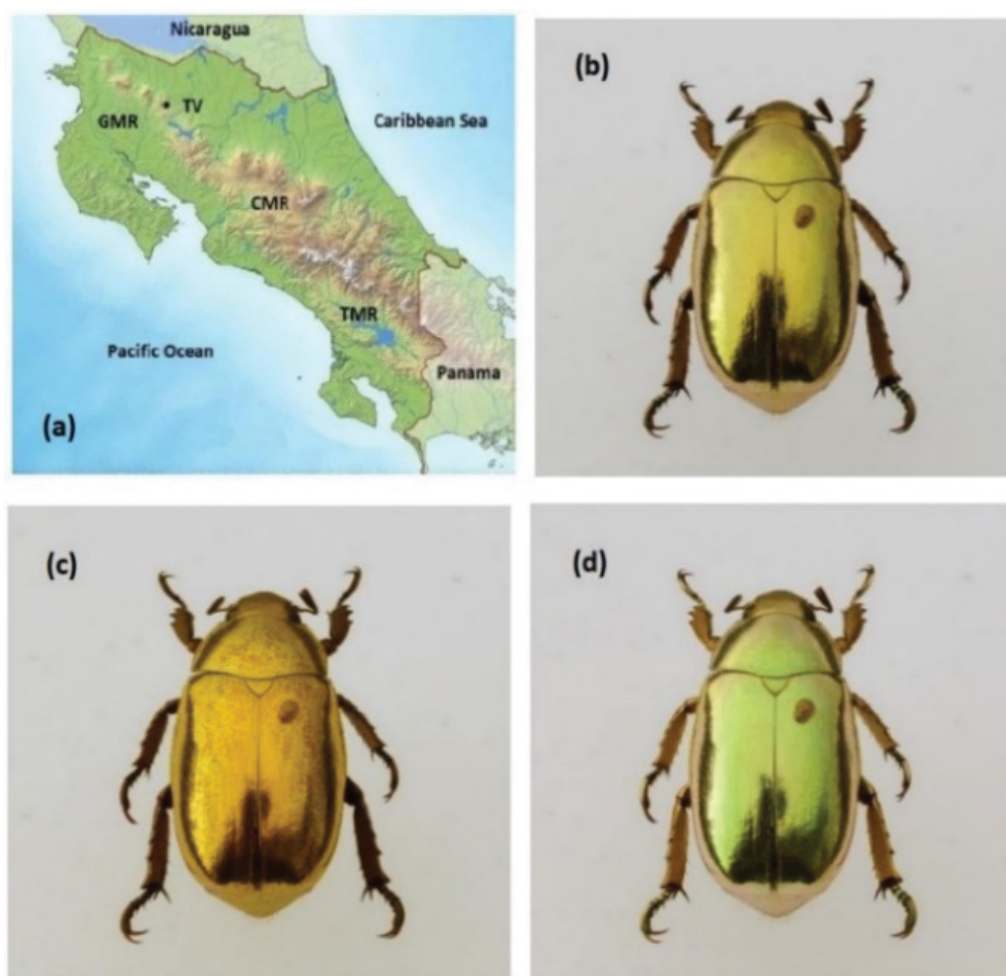 Nicaragua
(b)
TV
GMR
Caribbean Sea
CMR
TMR
Pacific Ocean
Panama
(a)
(c)
(d)